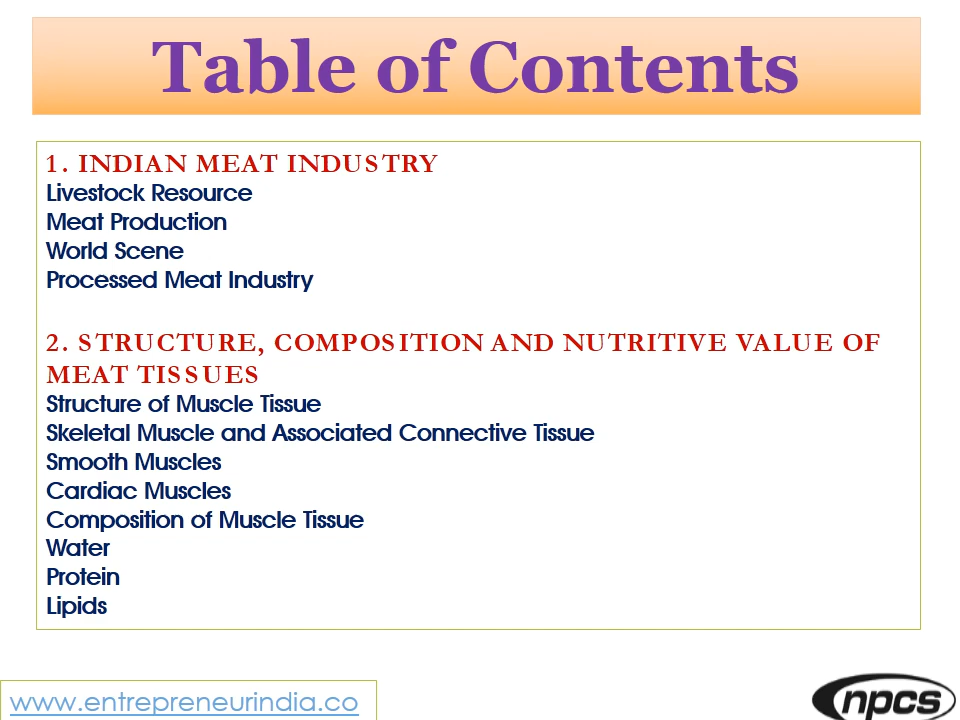 Table of Contents
1. INDIAN MEAT INDUSTRY
Livestock Resource
Meat Production
World Scene
Processed Meat Industry
2. STRUCTURE, COMPOSITION AND NUTRITIVE VALUE OF
MEAT TISSUES
Structure of Muscle Tissue
Skeletal Muscle and Associated Connective Tissue
Smooth Muscles
Cardiac Muscles
Composition of Muscle Tissue
Water
Protein
Lipids
www.entrepreneurindia.co
npcs